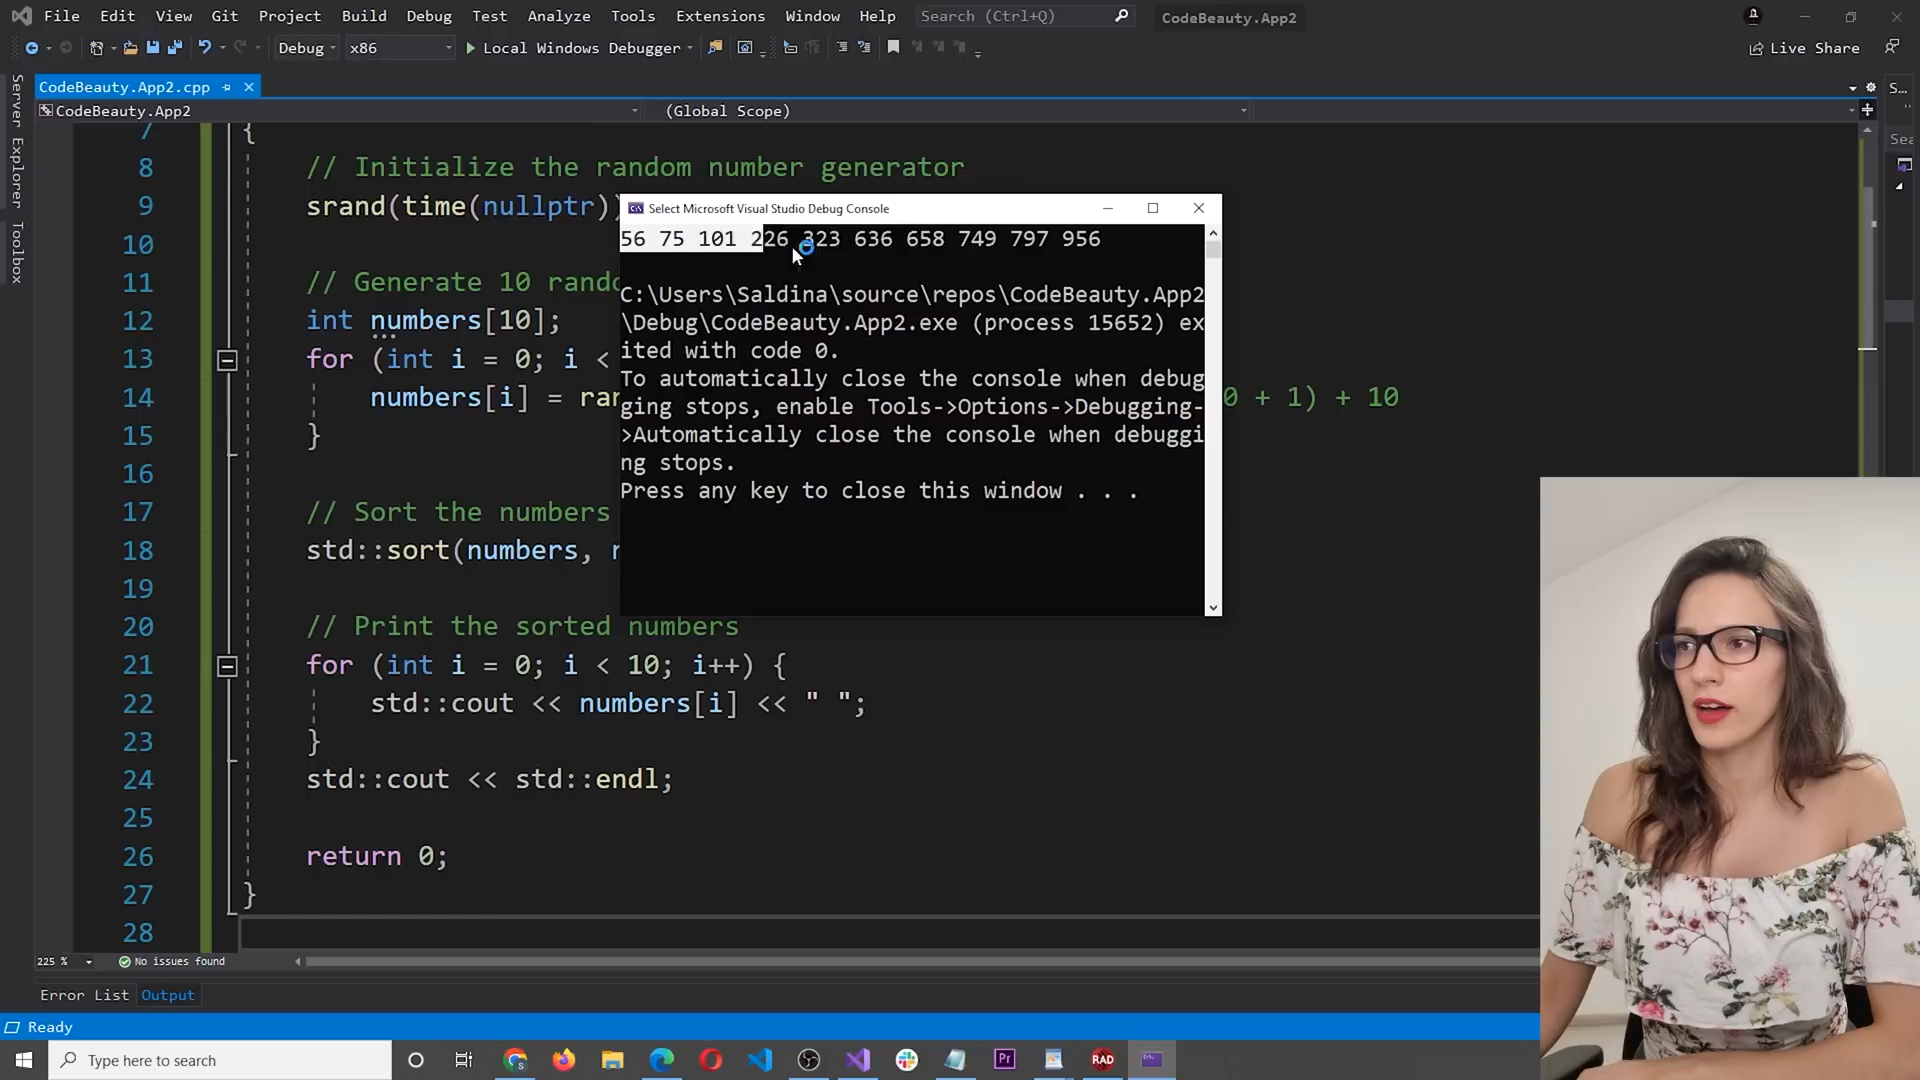 File Edit View Git Project Build Debug Test Analyze Tools Extensions Window Help Search (Ctrl+Q) CodeBeauty.App2
Debug x86 Local Windows Debugger Live Share
Server Explorer
Toolbox
CodeBeauty.App2.cpp S...
CodeBeauty.App2 (Global Scope)
Sea
7 {
8 // Initialize the random number generator
9 srand(time(nullptr))
10
11 // Generate 10 rando
12 int numbers[10];
13 for (int i = 0; i <
14 numbers[i] = ran 0 + 1) + 10
15 }
16
17 // Sort the numbers
18 std::sort(numbers, n
19
20 // Print the sorted numbers
21 for (int i = 0; i < 10; i++) {
22 std::cout << numbers[i] << " ";
23 }
24 std::cout << std::endl;
25
26 return 0;
27 }
28
Select Microsoft Visual Studio Debug Console
56 75 101 226 323 636 658 749 797 956
C:\Users\Saldina\source\repos\CodeBeauty.App2
\Debug\CodeBeauty.App2.exe (process 15652) ex
ited with code 0.
To automatically close the console when debug
ging stops, enable Tools->Options->Debugging-
>Automatically close the console when debuggi
ng stops.
Press any key to close this window . . .
225 % No issues found
Error List Output
Ready
Type here to search
Pr
RAD